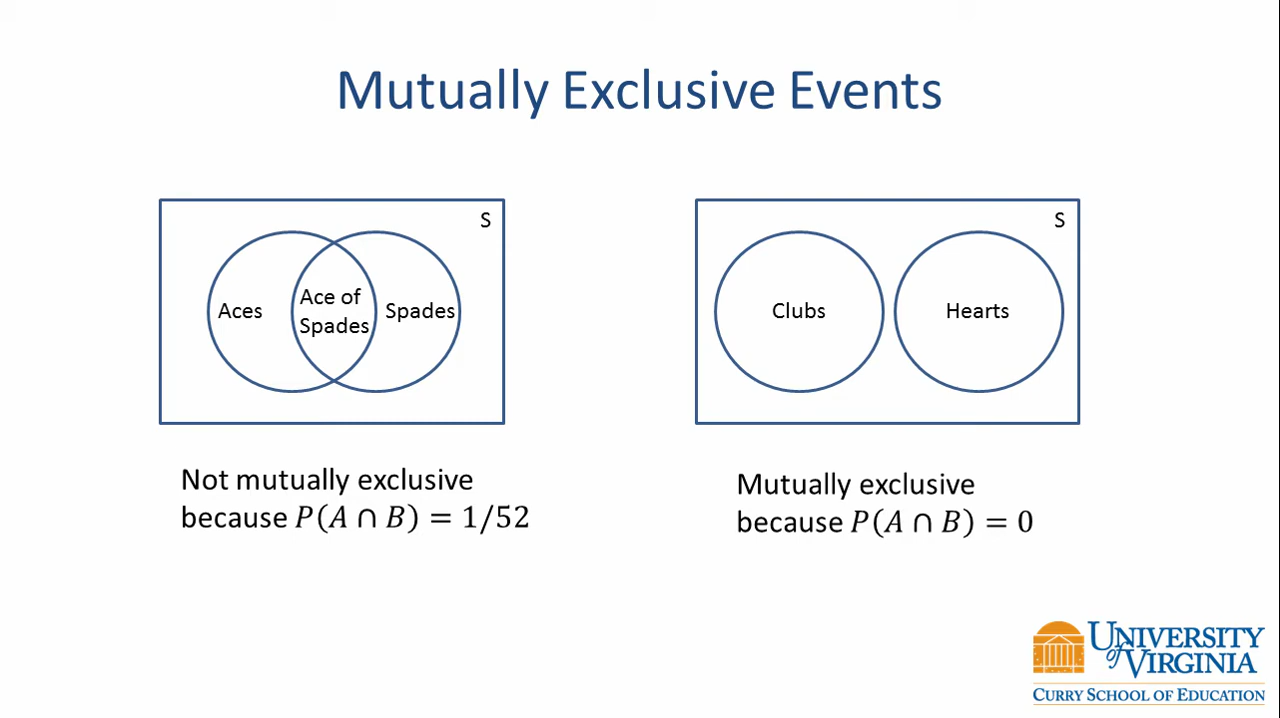 Mutually Exclusive Events
S
Aces
Ace of
Spades
Spades
Not mutually exclusive
because P(A ∩ B) = 1/52
S
Clubs
Hearts
Mutually exclusive
because P(A ∩ B) = 0
UNIVERSITY
of VIRGINIA
CURRY SCHOOL OF EDUCATION